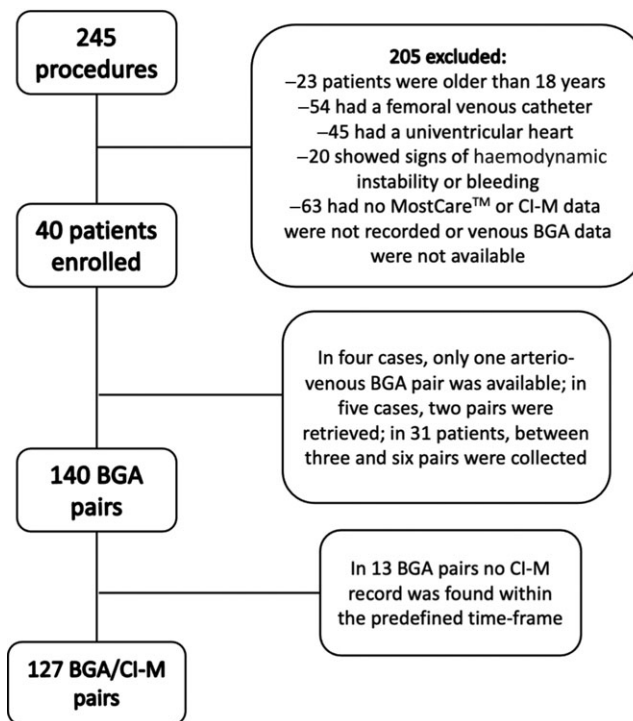 245
procedures
205 excluded:
–23 patients were older than 18 years
–54 had a femoral venous catheter
–45 had a univentricular heart
–20 showed signs of haemodynamic
instability or bleeding
–63 had no MostCare™ or CI-M data
were not recorded or venous BGA data
were not available
40 patients
enrolled
In four cases, only one arterio-
venous BGA pair was available; in
five cases, two pairs were
retrieved; in 31 patients, between
three and six pairs were collected
140 BGA
pairs
In 13 BGA pairs no CI-M
record was found within
the predefined time-frame
127 BGA/CI-M
pairs